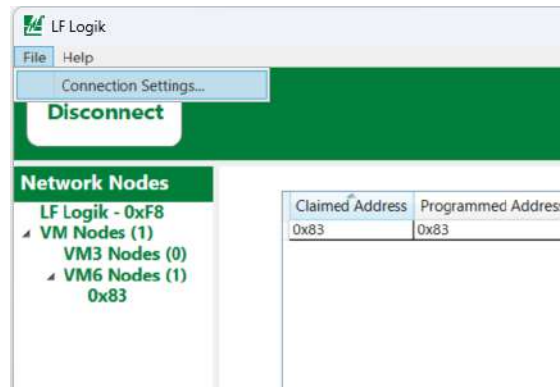 LF Logik
File Help
Connection Settings...
Disconnect
Network Nodes
LF Logik - 0xF8
VM Nodes (1)
VM3 Nodes (0)
VM6 Nodes (1)
0x83
Claimed Address Programmed Address
0x83 0x83